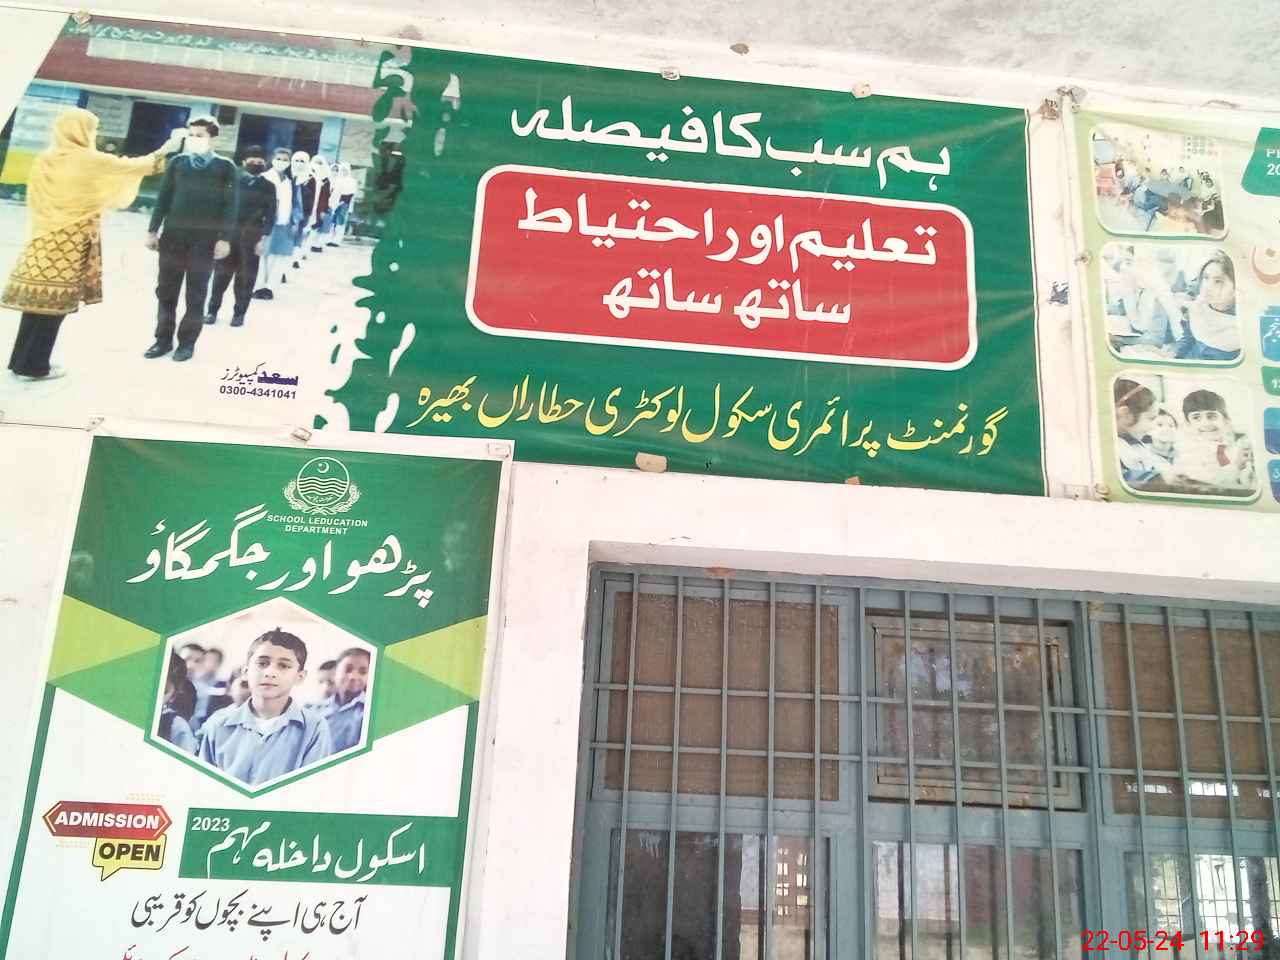 ہم سب کا فیصلہ
تعلیم اور احتیاط
ساتھ ساتھ
گورنمنٹ پرائمری سکول لوکٹری حطاراں بھیرہ
سعد کمپیوٹرز
0300-4341041
SCHOOL LEDUCATION
DEPARTMENT
پڑھو اور جگمگاؤ
ADMISSION
OPEN
2023
اسکول داخلہ مہم
آج ہی اپنے بچوں کو قریبی
22-05-24 11:29